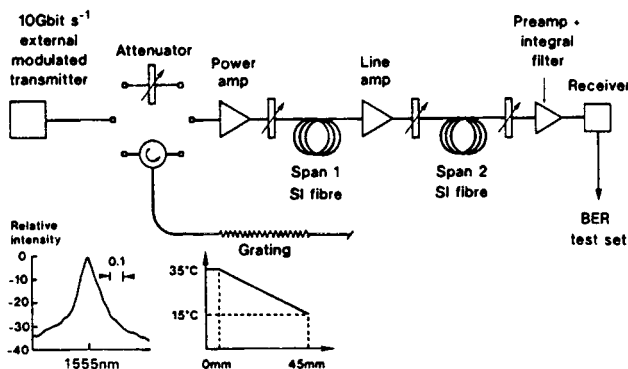 10Gbit s⁻¹
external
modulated
transmitter
Attenuator
Power
amp
Line
amp
Preamp +
integral
filter
Receiver
Span 1
SI fibre
Span 2
SI fibre
BER
test set
Grating
Relative
intensity
0.1
0
-10
-20
-30
-40
1555nm
35°C
15°C
0mm
45mm